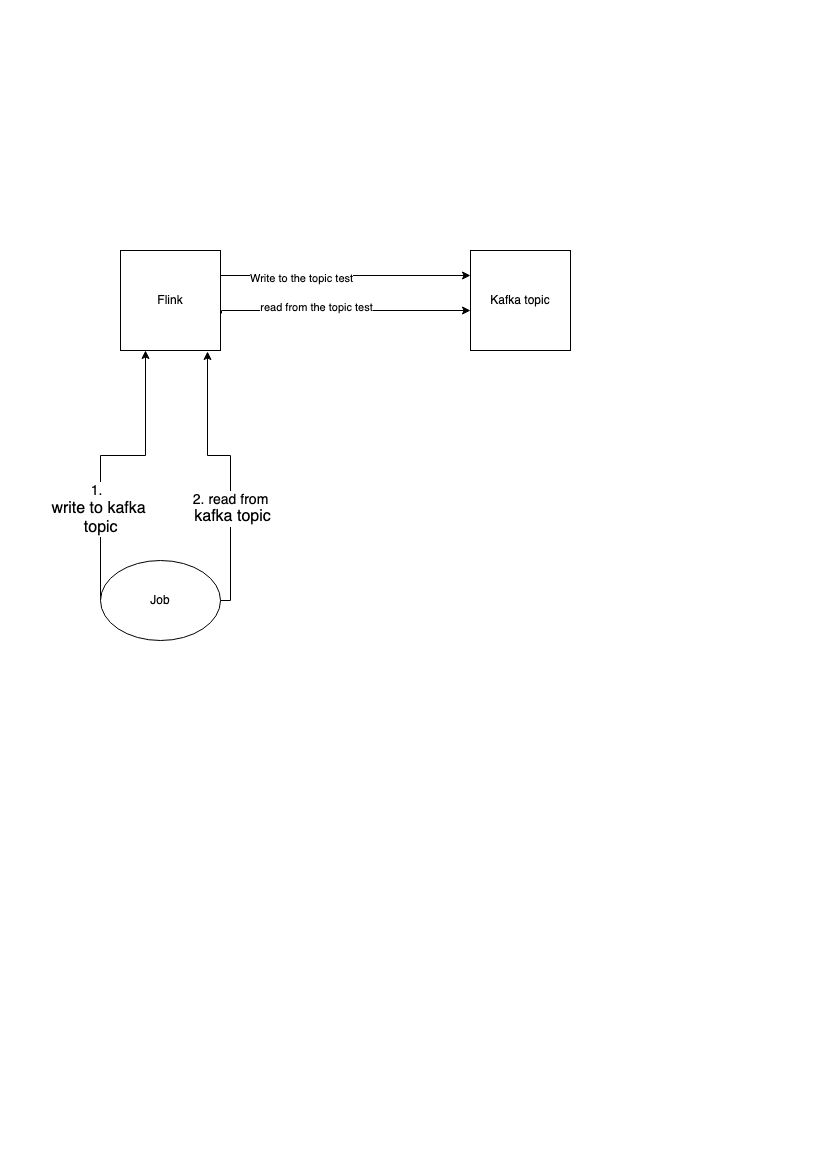 Write to the topic test
Flink
Kafka topic
read from the topic test
1.
write to kafka
topic
2. read from
kafka topic
Job